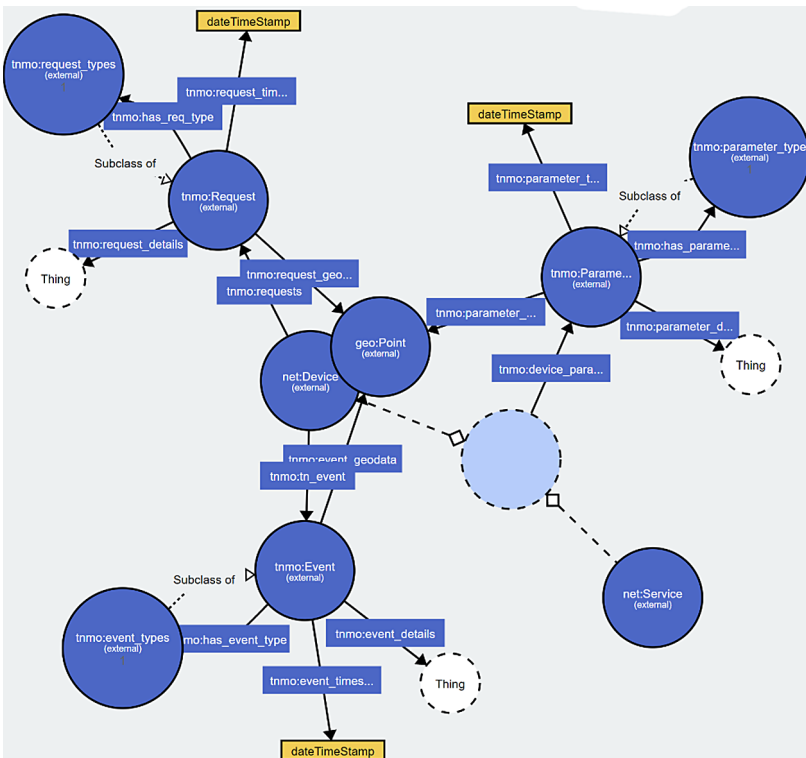 dateTimeStamp
tnmo:request_types
(external)
tnmo:request_tim...
tnmo:has_req_type
Subclass of
tnmo:Request
(external)
tnmo:request_details
Thing
tnmo:request_geo...
tnmo:requests
dateTimeStamp
tnmo:parameter_type
(external)
tnmo:parameter_t...
Subclass of
tnmo:has_parame...
tnmo:Parame...
(external)
tnmo:parameter_...
tnmo:parameter_d...
Thing
geo:Point
(external)
net:Device
(external)
tnmo:device_para...
tnmo:event_geodata
tnmo:tn_event
tnmo:Event
(external)
Subclass of
net:Service
(external)
tnmo:event_types
(external)
mo:has_event_type
tnmo:event_details
tnmo:event_times...
Thing
dateTimeStamp